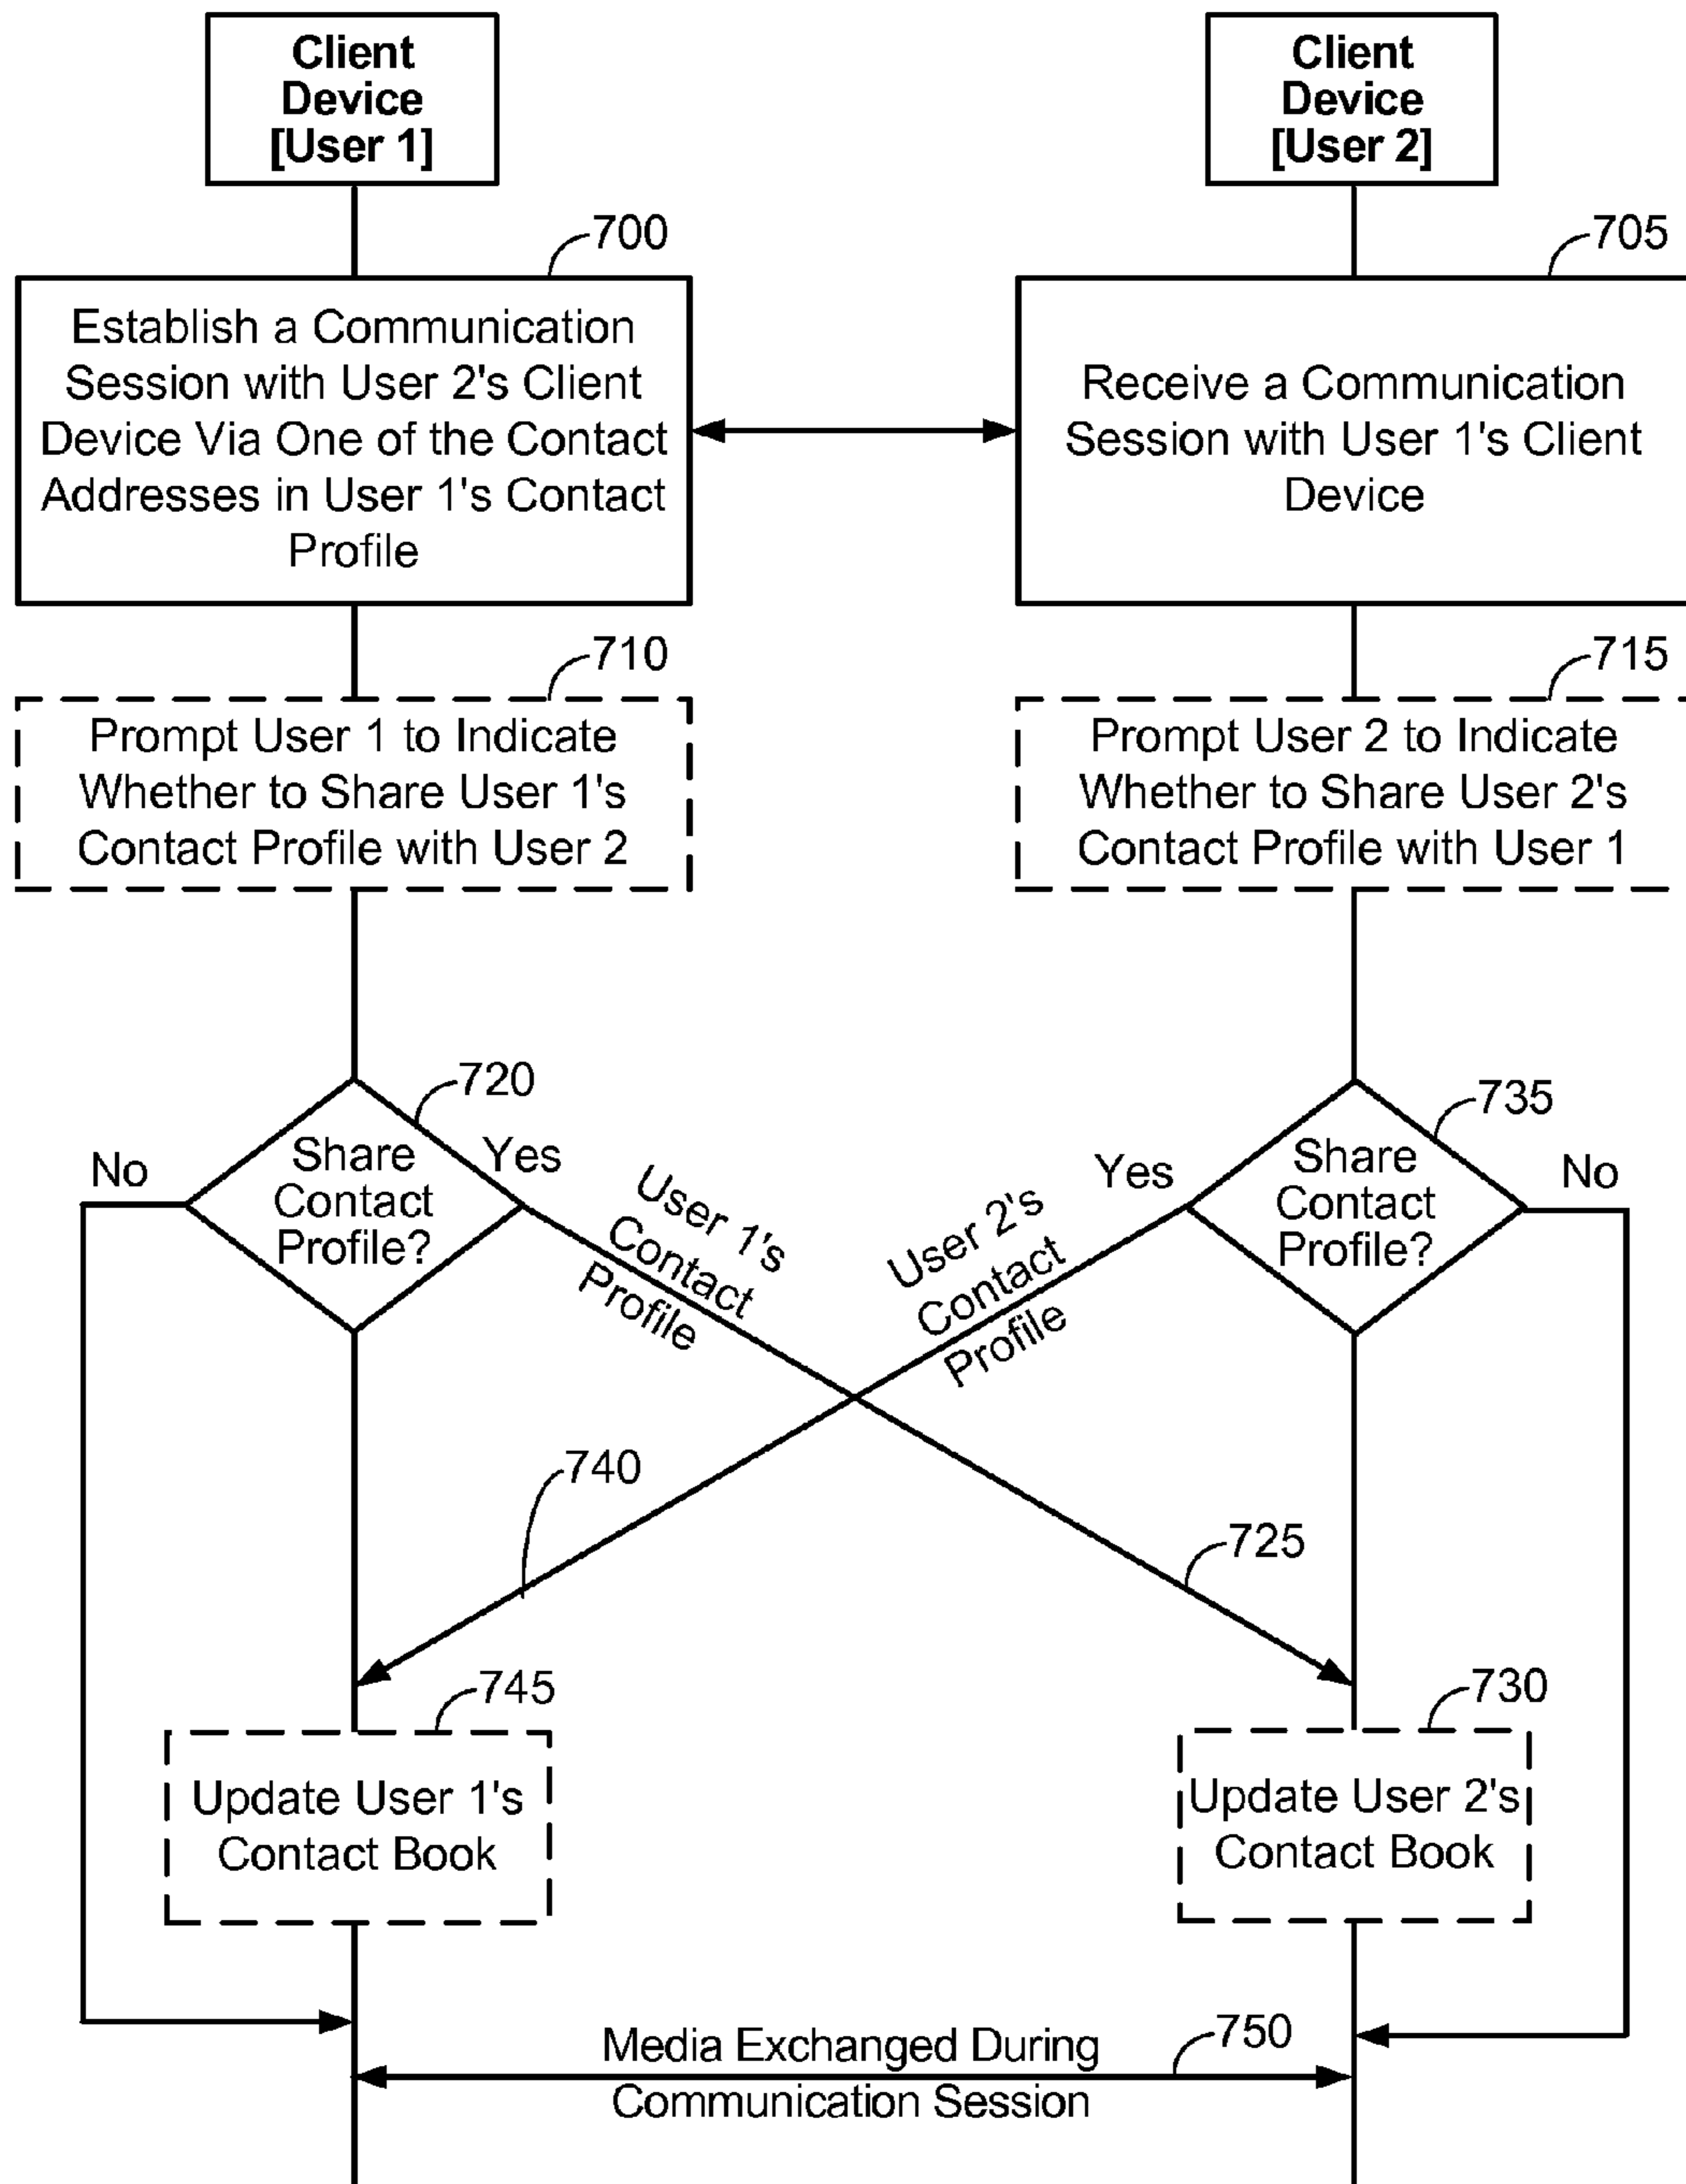 Client
Device
[User 1]
Client
Device
[User 2]
700
705
Establish a Communication
Session with User 2's Client
Device Via One of the Contact
Addresses in User 1's Contact
Profile
Receive a Communication
Session with User 1's Client
Device
710
715
Prompt User 1 to Indicate
Whether to Share User 1's
Contact Profile with User 2
Prompt User 2 to Indicate
Whether to Share User 2's
Contact Profile with User 1
720
735
No
Share
Contact
Profile?
Yes
User 1's
Contact
Profile
User 2's
Contact
Profile
Yes
Share
Contact
Profile?
No
740
725
745
730
Update User 1's
Contact Book
Update User 2's
Contact Book
750
Media Exchanged During
Communication Session